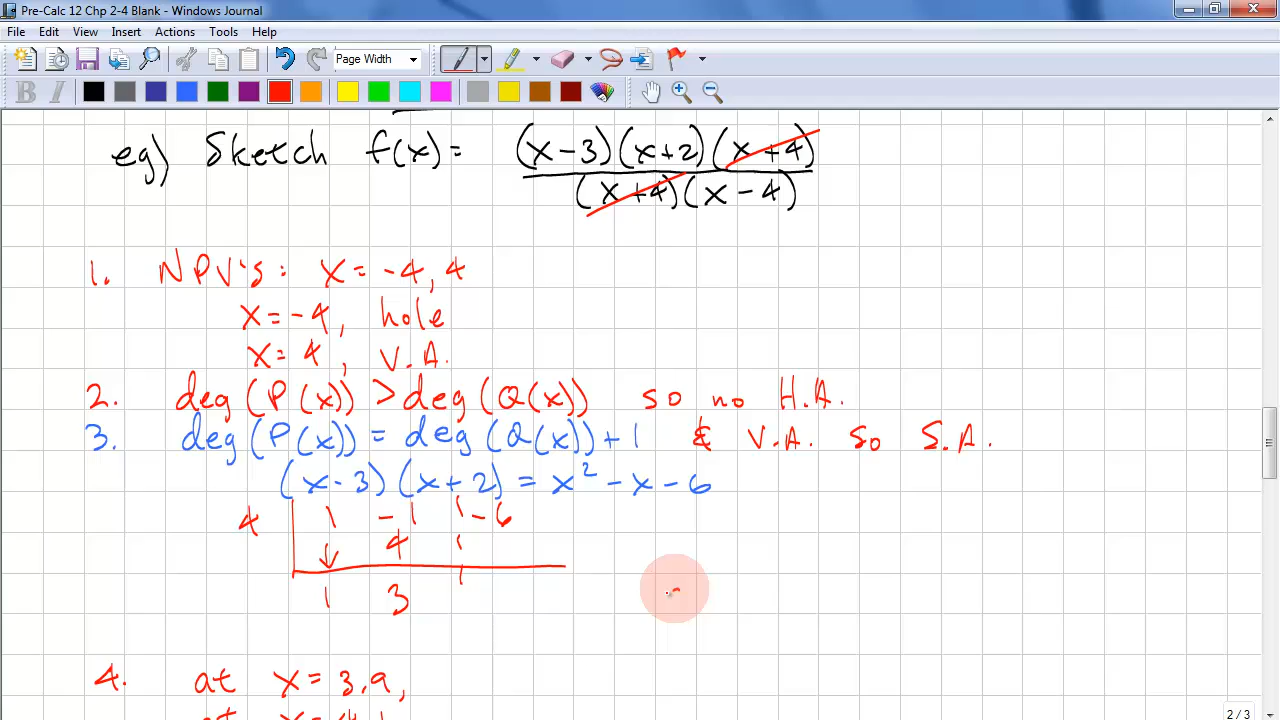 Pre-Calc 12 Chp 2-4 Blank - Windows Journal
File Edit View Insert Actions Tools Help
Page Width
B I
eg) Sketch f(x) = (x-3)(x+2)(x+4)
(x+4)(x-4)
1. NPV's: x = -4, 4
x = -4, hole
x = 4, V.A.
2. deg(P(x)) > deg(Q(x)) so no H.A.
3. deg(P(x)) = deg(Q(x)) + 1 & V.A. so S.A.
(x-3)(x+2) = x² - x - 6
4 1 -1 -6
4
1 3
4. at x = 3.9,
2/3